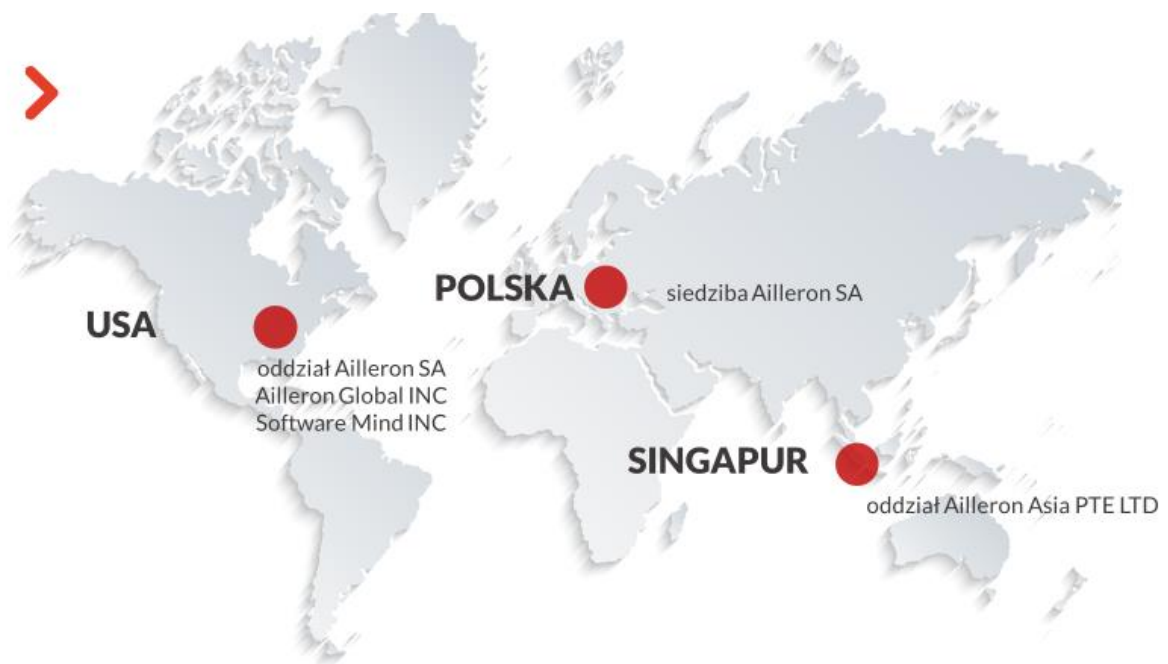 POLSKA
siedziba Ailleron SA
USA
oddział Ailleron SA
Ailleron Global INC
Software Mind INC
SINGAPUR
oddział Ailleron Asia PTE LTD